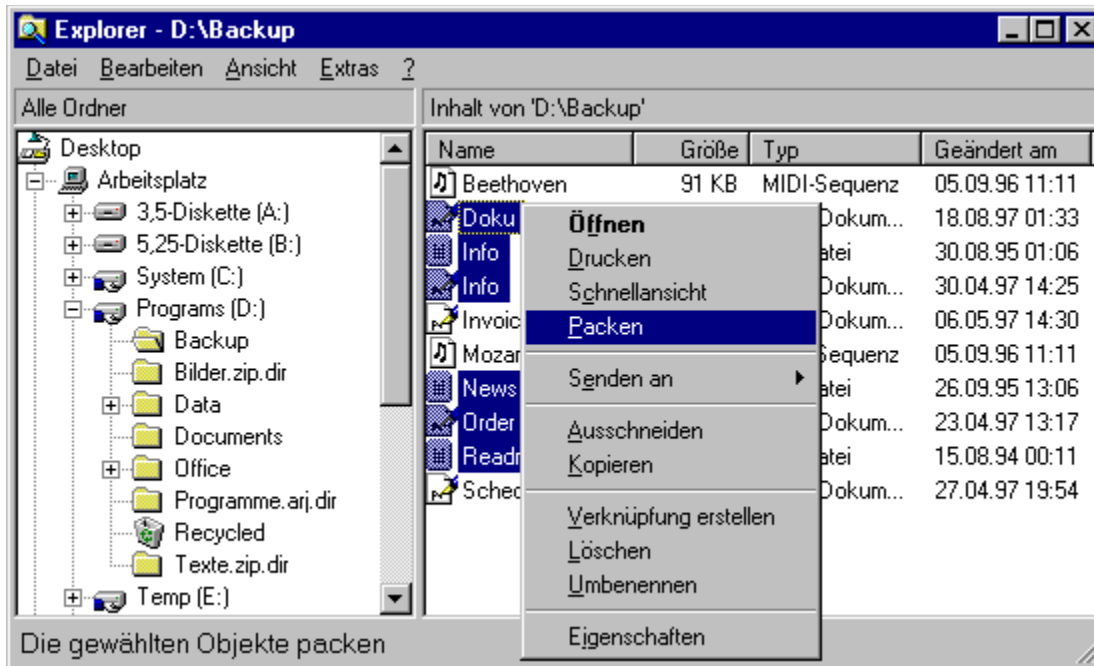 Explorer - D:\Backup
Datei Bearbeiten Ansicht Extras ?
Alle Ordner
Inhalt von 'D:\Backup'
Desktop
Arbeitsplatz
3,5-Diskette (A:)
5,25-Diskette (B:)
System (C:)
Programs (D:)
Backup
Bilder.zip.dir
Data
Documents
Office
Programme.arj.dir
Recycled
Texte.zip.dir
Temp (E:)
Name Größe Typ Geändert am
Beethoven 91 KB MIDI-Sequenz 05.09.96 11:11
Doku Dokum... 18.08.97 01:33
Info atei 30.08.95 01:06
Info Dokum... 30.04.97 14:25
Invoic Dokum... 06.05.97 14:30
Mozar Sequenz 05.09.96 11:11
News atei 26.09.95 13:06
Order Dokum... 23.04.97 13:17
Readr atei 15.08.94 00:11
Sched Dokum... 27.04.97 19:54
Öffnen
Drucken
Schnellansicht
Packen
Senden an
Ausschneiden
Kopieren
Verknüpfung erstellen
Löschen
Umbenennen
Eigenschaften
Die gewählten Objekte packen